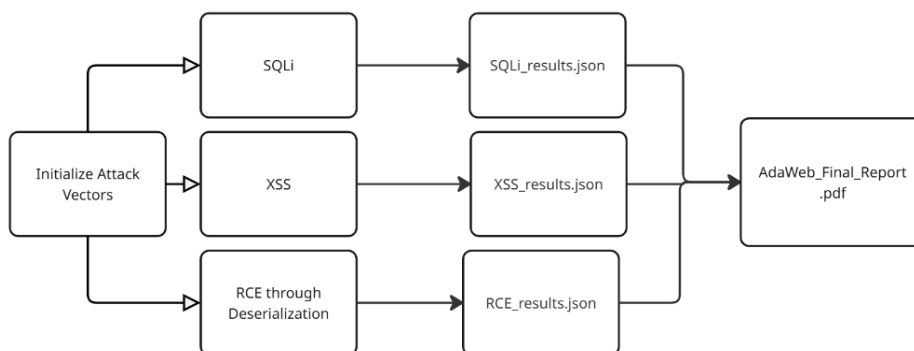 SQLi
SQLi_results.json
Initialize Attack
Vectors
XSS
XSS_results.json
AdaWeb_Final_Report
.pdf
RCE through
Deserialization
RCE_results.json